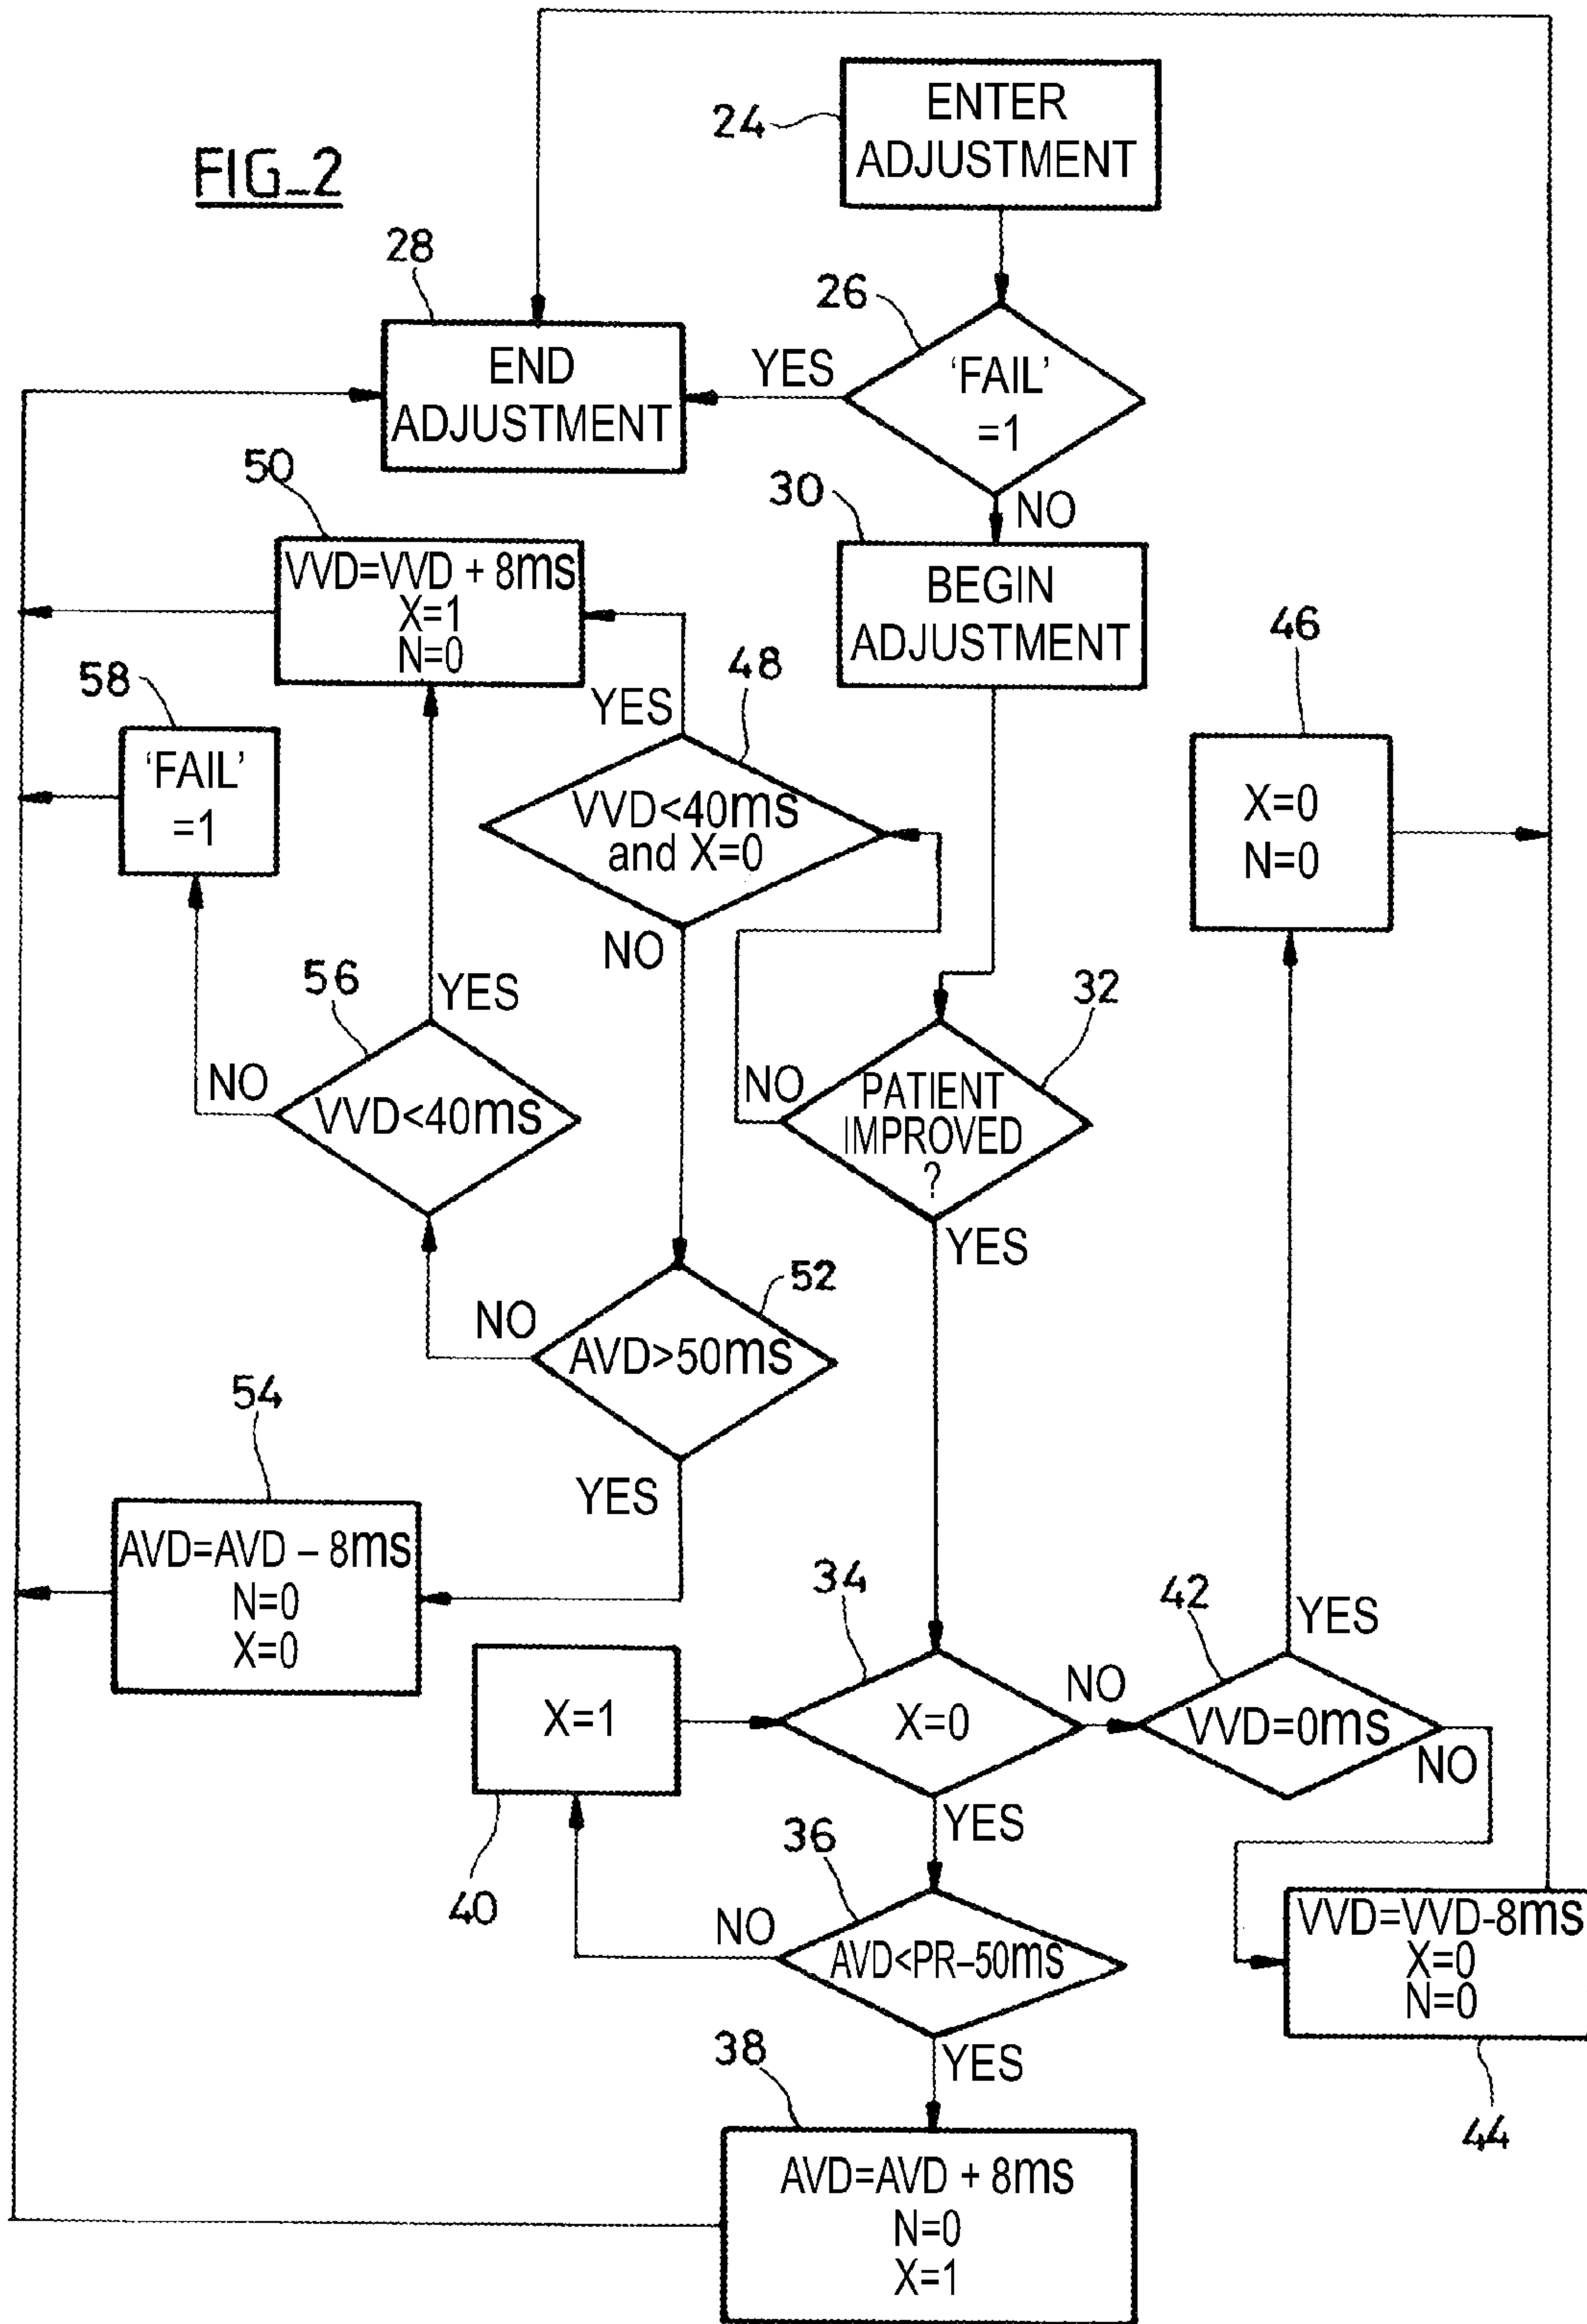 FIG_2
24
ENTER
ADJUSTMENT
28
END
ADJUSTMENT
26
YES
'FAIL'
=1
NO
50
VVD=VVD + 8ms
X=1
N=0
30
BEGIN
ADJUSTMENT
46
X=0
N=0
58
'FAIL'
=1
YES
48
VVD<40ms
and X=0
NO
56
YES
NO
VVD<40ms
32
NO
PATIENT
IMPROVED
?
YES
52
NO
AVD>50ms
YES
54
AVD=AVD – 8ms
N=0
X=0
34
X=0
NO
YES
42
YES
VVD=0ms
NO
X=1
40
36
NO
AVD<PR–50ms
YES
VVD=VVD-8ms
X=0
N=0
44
38
AVD=AVD + 8ms
N=0
X=1